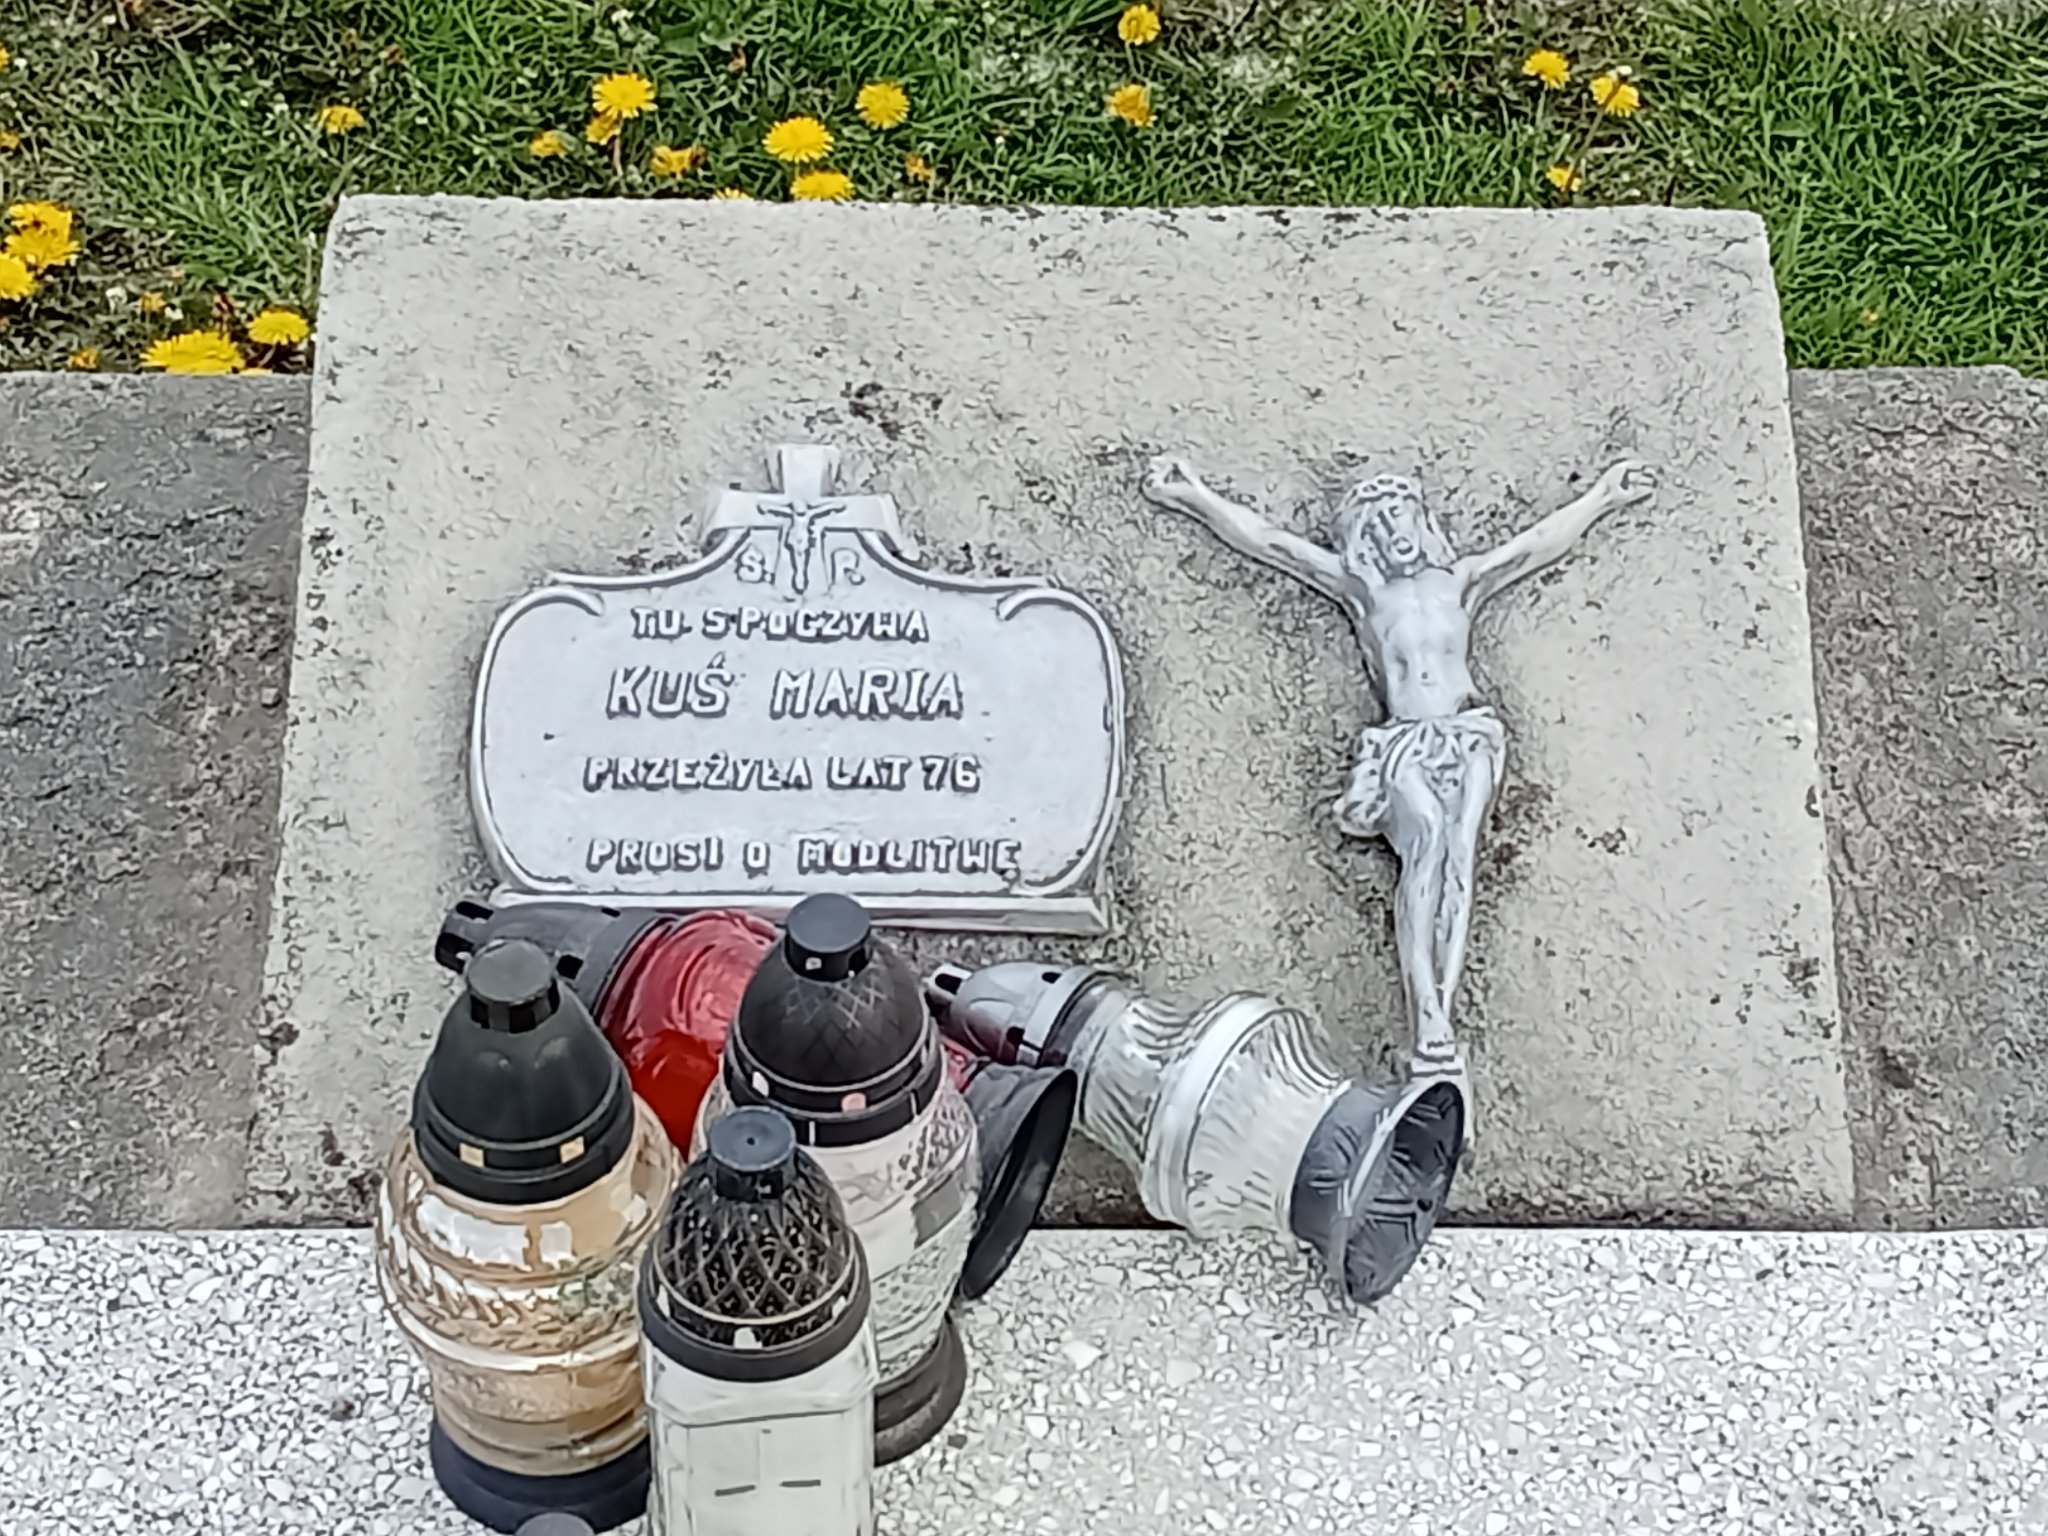 Ś. P.
TU SPOCZYWA
KUŚ MARIA
PRZEŻYŁA LAT 76
PROSI O MODLITWĘ